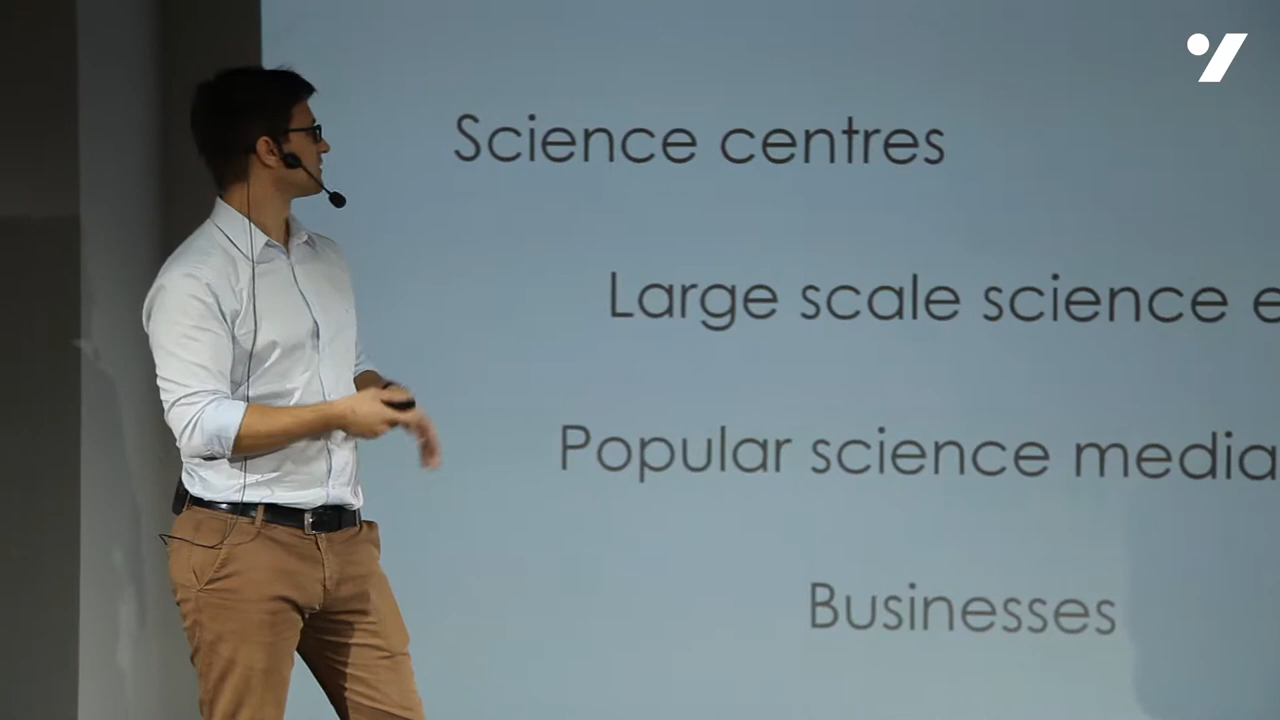 Science centres
Large scale science e
Popular science media
Businesses